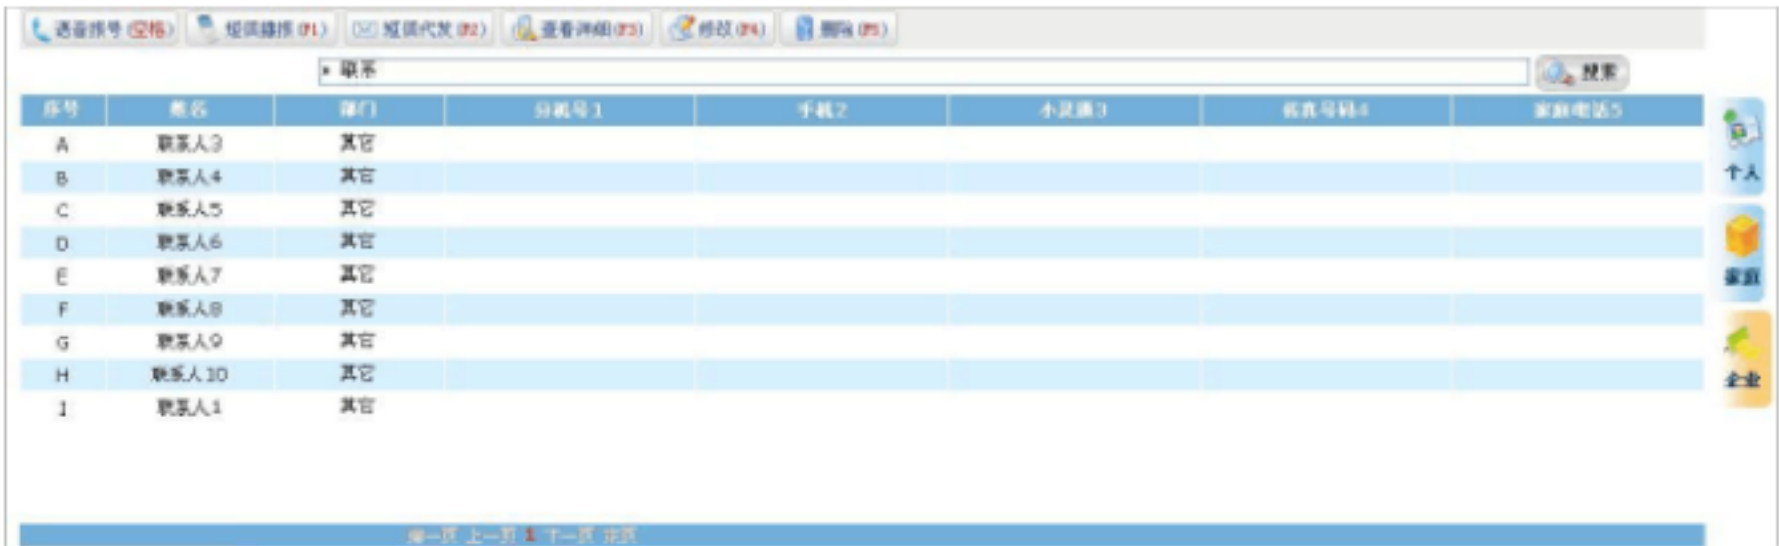 语音拨号 (空格) 短信播报 (F1) 短信代发 (F2) 查看详细 (F3) 修改 (F4) 删除 (F5)
* 联系 搜索
序号 姓名 部门 分机号1 手机2 小灵通3 传真号码4 家庭电话5
A 联系人3 其它
B 联系人4 其它
C 联系人5 其它
D 联系人6 其它
E 联系人7 其它
F 联系人8 其它
G 联系人9 其它
H 联系人10 其它
I 联系人1 其它
个人
家庭
企业
第一页 上一页 1 下一页 末页